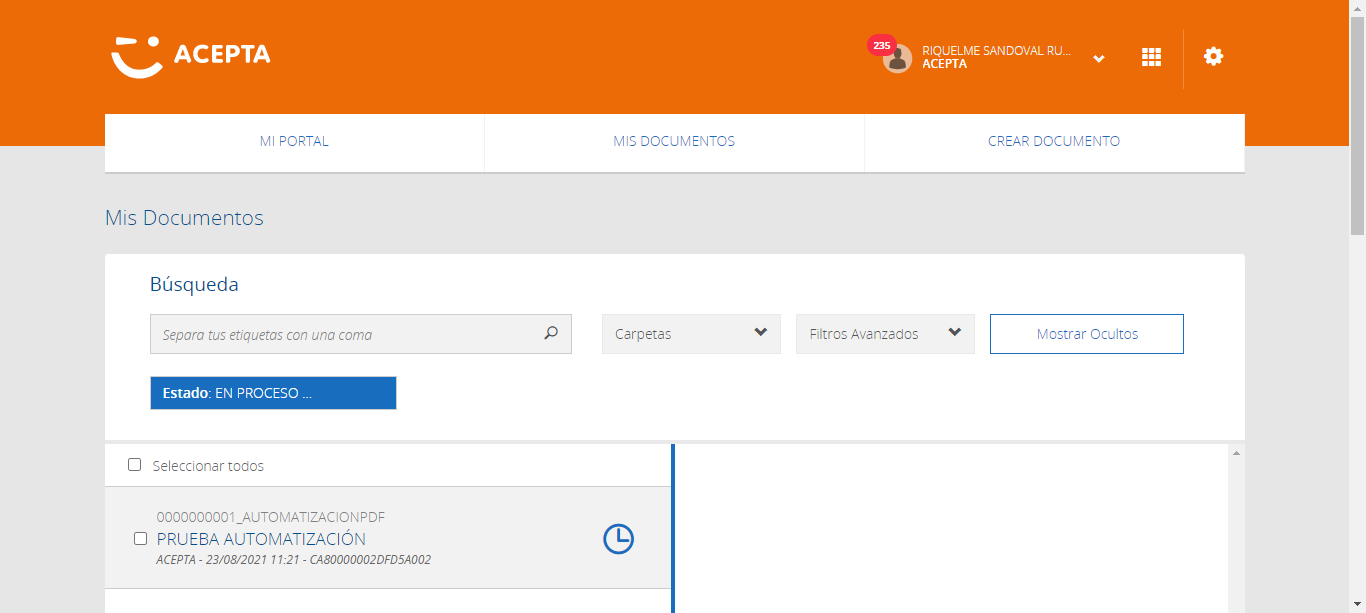 ACEPTA
235
RIQUELME SANDOVAL RU...
ACEPTA
MI PORTAL
MIS DOCUMENTOS
CREAR DOCUMENTO
Mis Documentos
Búsqueda
Separa tus etiquetas con una coma
Carpetas
Filtros Avanzados
Mostrar Ocultos
Estado: EN PROCESO ...
Seleccionar todos
0000000001_AUTOMATIZACIONPDF
PRUEBA AUTOMATIZACIÓN
ACEPTA - 23/08/2021 11:21 - CA80000002DFD5A002